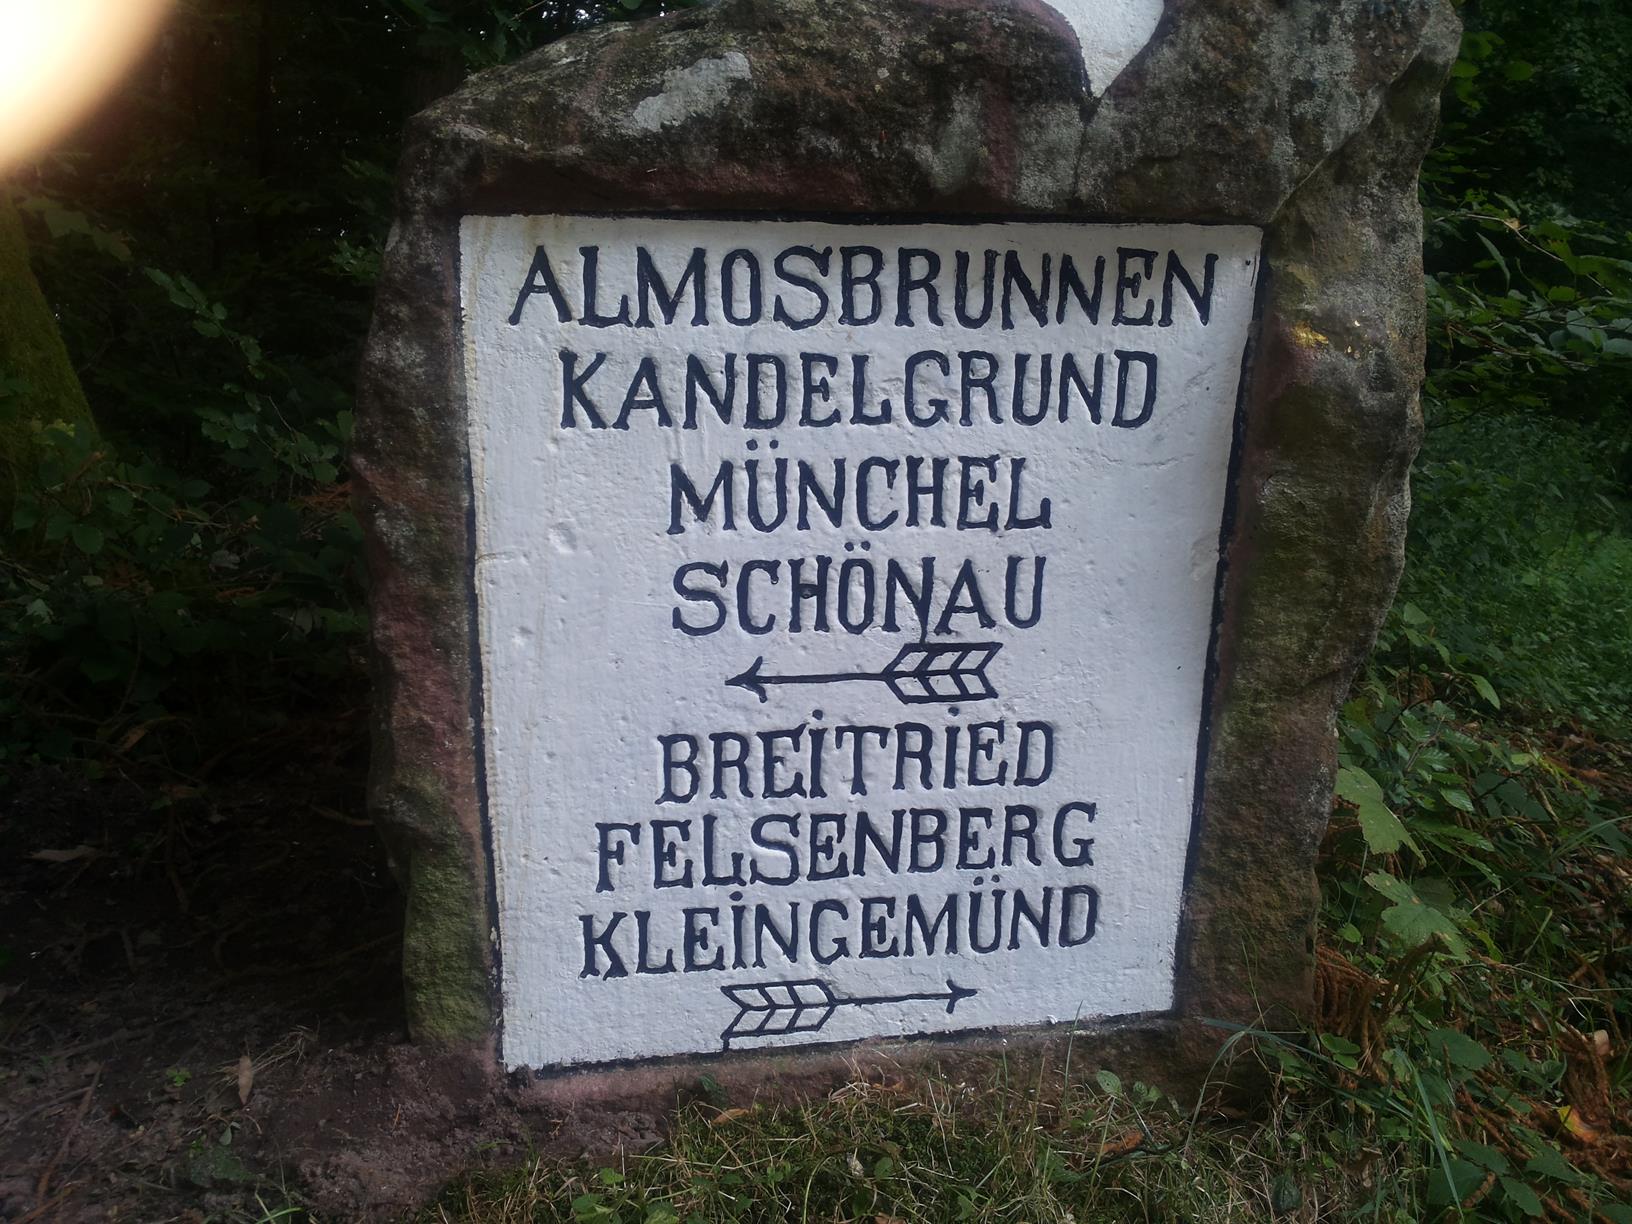 ALMOSBRUNNEN
KANDELGRUND
MÜNCHEL
SCHÖNAU
BREiTRiED
FELSENBERG
KLEiNGEMÜND